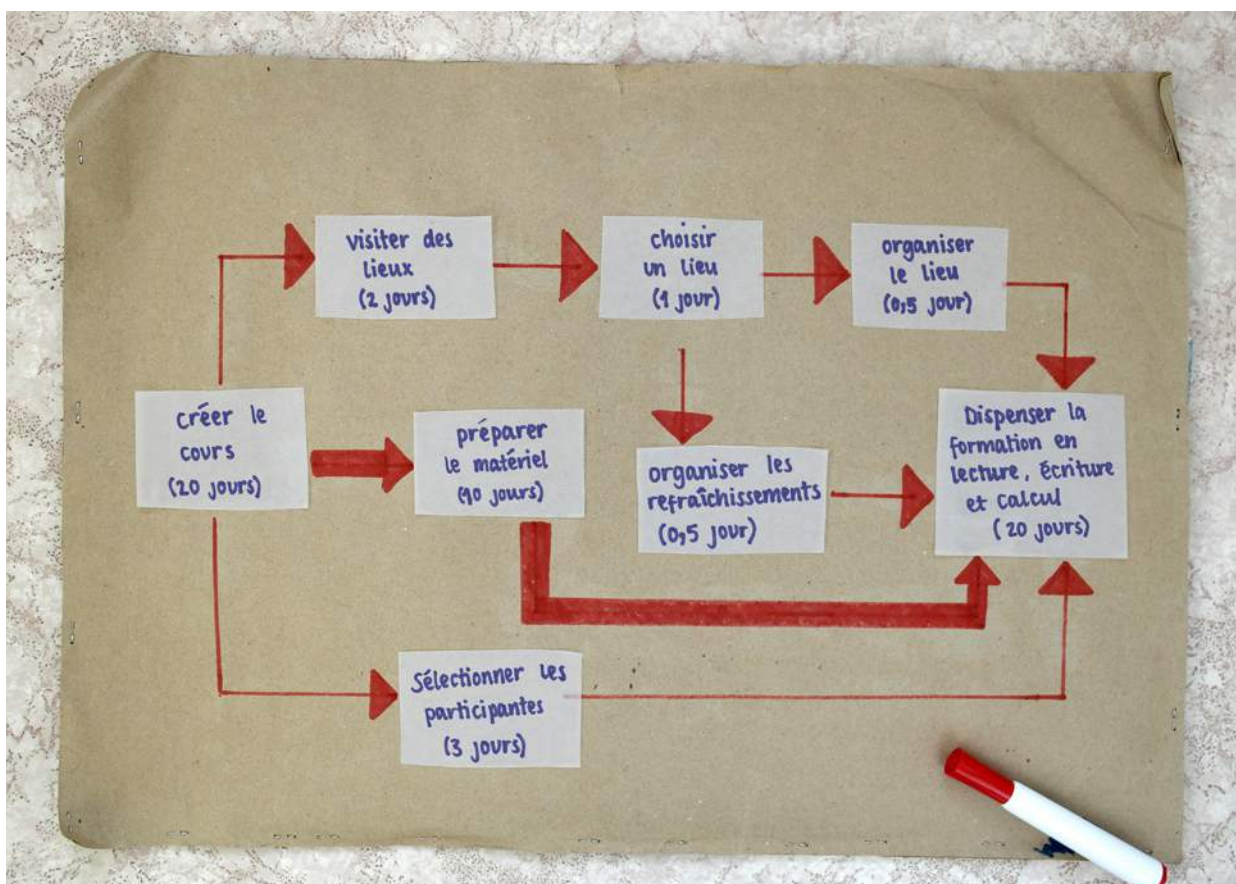 visiter des
lieux
(2 jours)
choisir
un lieu
(1 jour)
organiser
le lieu
(0,5 jour)
créer le
cours
(20 jours)
préparer
le matériel
(10 jours)
organiser les
refraîchissements
(0,5 jour)
Dispenser la
formation en
lecture, écriture
et calcul
(20 jours)
Sélectionner les
participantes
(3 jours)